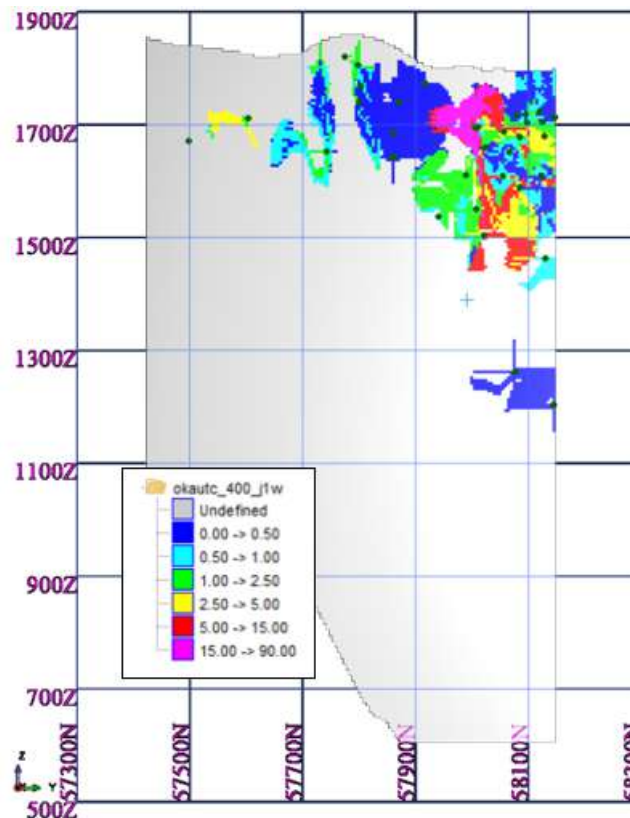 1900Z
1700Z
1500Z
1300Z
1100Z
okautc_400_j1w
Undefined
0.00 -> 0.50
0.50 -> 1.00
1.00 -> 2.50
2.50 -> 5.00
5.00 -> 15.00
15.00 -> 90.00
900Z
700Z
500Z
57300N
57500N
57700N
57900N
58100N
Z
Y